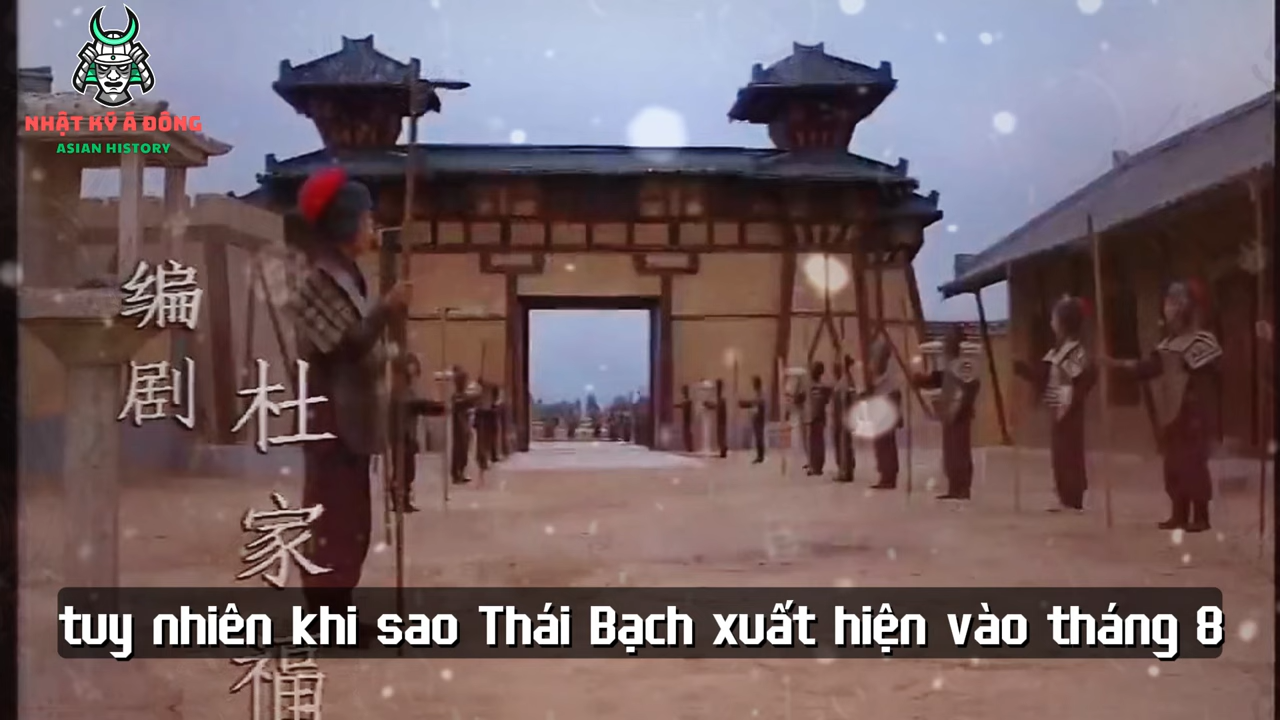 NHẬT KÝ Á ĐÔNG
ASIAN HISTORY
编剧
杜家福
tuy nhiên khi sao Thái Bạch xuất hiện vào tháng 8